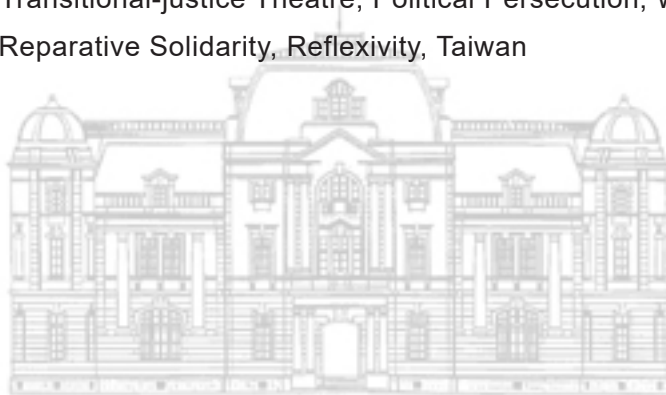 Transitional-justice Theatre, Political Persecution,
Reparative Solidarity, Reflexivity, Taiwan